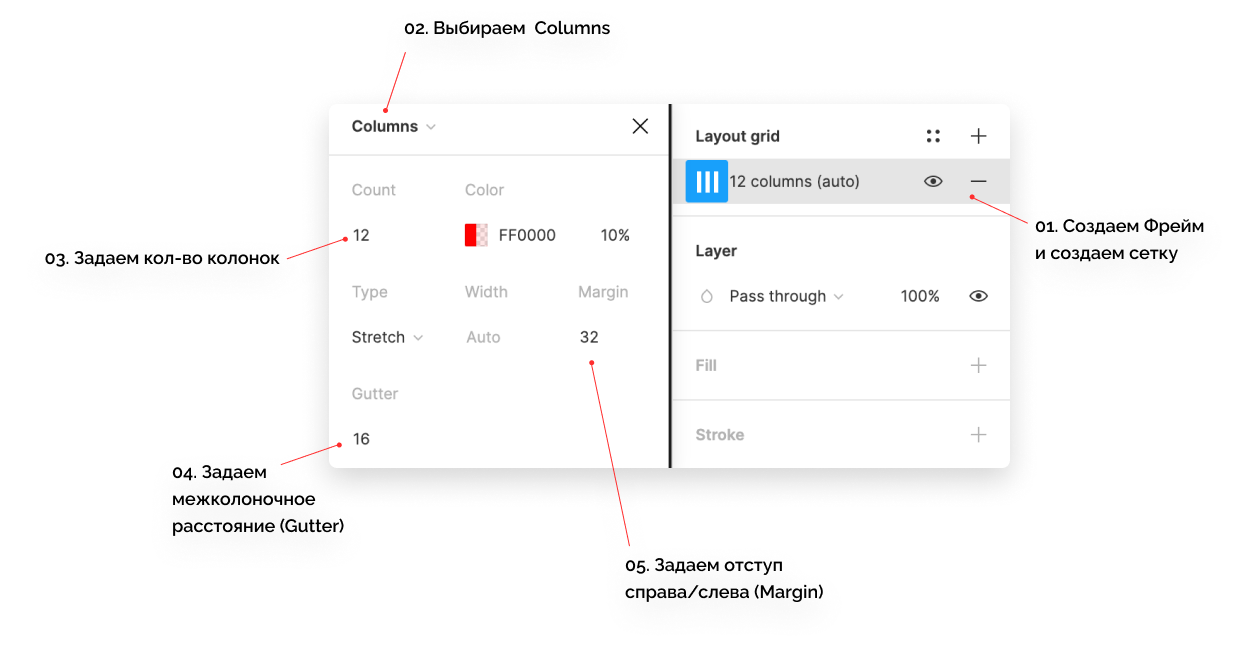 02. Выбираем Columns
Columns
Layout grid
12 columns (auto)
Count Color
12 FF0000 10%
01. Создаем Фрейм
и создаем сетку
03. Задаем кол-во колонок
Layer
Type Width Margin
Pass through 100%
Stretch Auto 32
Fill
Gutter
16
Stroke
04. Задаем
межколоночное
расстояние (Gutter)
05. Задаем отступ
справа/слева (Margin)